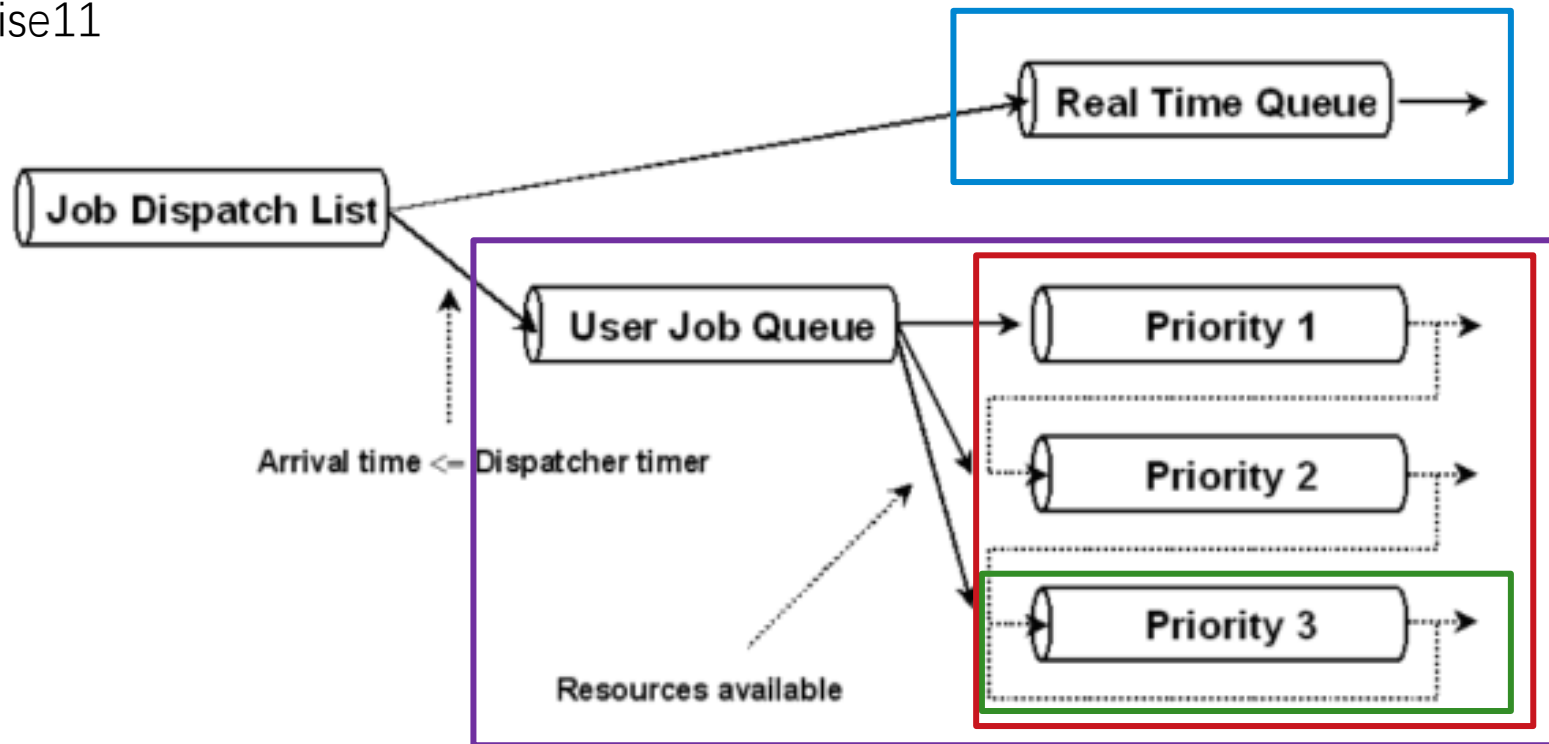 ise11
Real Time Queue
Job Dispatch List
User Job Queue
Priority 1
Arrival time <= Dispatcher timer
Priority 2
Priority 3
Resources available